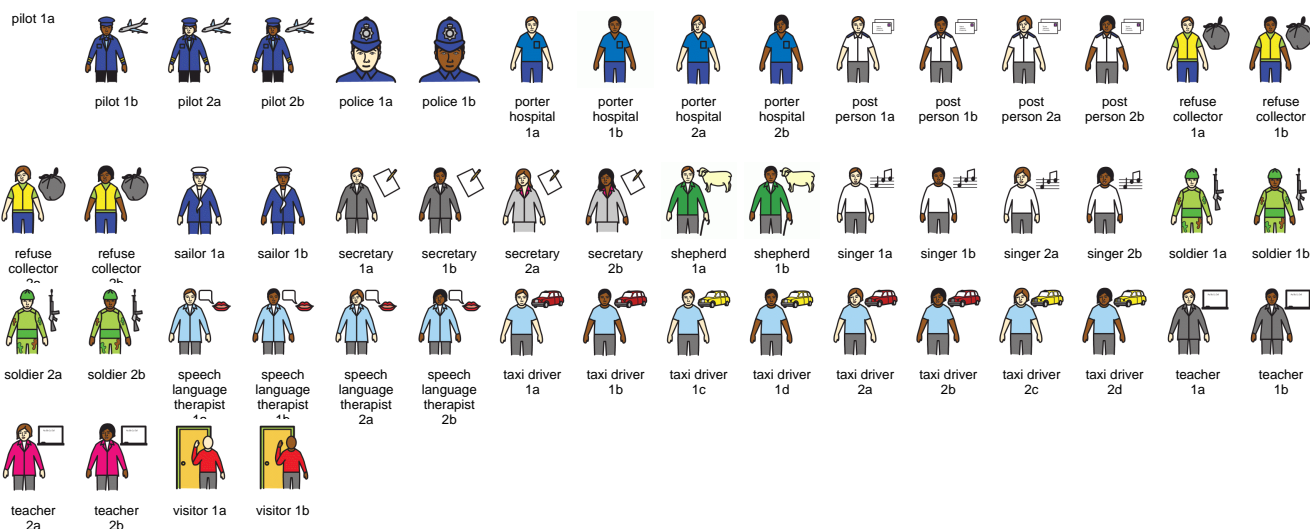 pilot 1a
pilot 1b
pilot 2a
pilot 2b
police 1a
police 1b
porter
hospital
1a
porter
hospital
1b
porter
hospital
2a
porter
hospital
2b
post
person 1a
post
person 1b
post
person 2a
post
person 2b
refuse
collector
1a
refuse
collector
1b
refuse
collector
2a
refuse
collector
2b
sailor 1a
sailor 1b
secretary
1a
secretary
1b
secretary
2a
secretary
2b
shepherd
1a
shepherd
1b
singer 1a
singer 1b
singer 2a
singer 2b
soldier 1a
soldier 1b
soldier 2a
soldier 2b
speech
language
therapist
1a
speech
language
therapist
1b
speech
language
therapist
2a
speech
language
therapist
2b
taxi driver
1a
taxi driver
1b
taxi driver
1c
taxi driver
1d
taxi driver
2a
taxi driver
2b
taxi driver
2c
taxi driver
2d
teacher
1a
teacher
1b
teacher
2a
teacher
2b
visitor 1a
visitor 1b